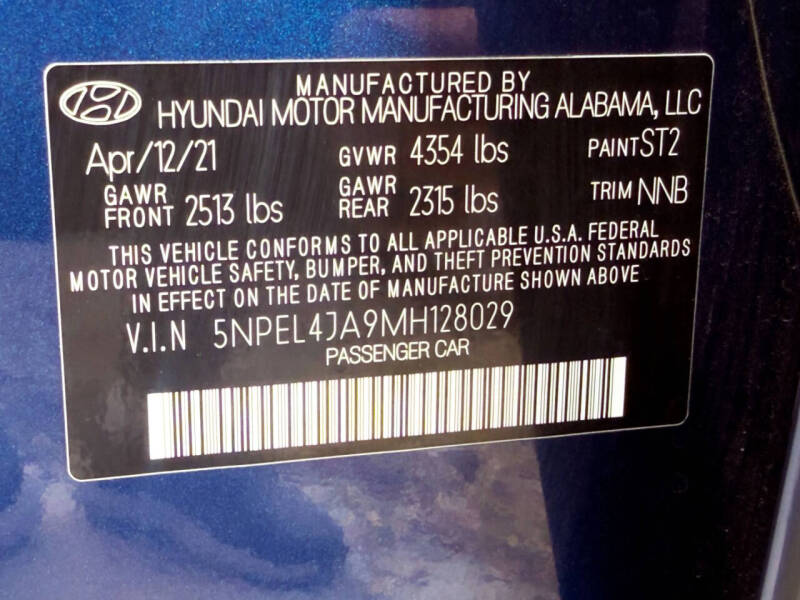 MANUFACTURED BY
HYUNDAI MOTOR MANUFACTURING ALABAMA, LLC
Apr/12/21 GVWR 4354 lbs PAINT ST2
GAWR FRONT 2513 lbs GAWR REAR 2315 lbs TRIM NNB
THIS VEHICLE CONFORMS TO ALL APPLICABLE U.S.A. FEDERAL
MOTOR VEHICLE SAFETY, BUMPER, AND THEFT PREVENTION STANDARDS
IN EFFECT ON THE DATE OF MANUFACTURE SHOWN ABOVE
V.I.N 5NPEL4JA9MH128029
PASSENGER CAR